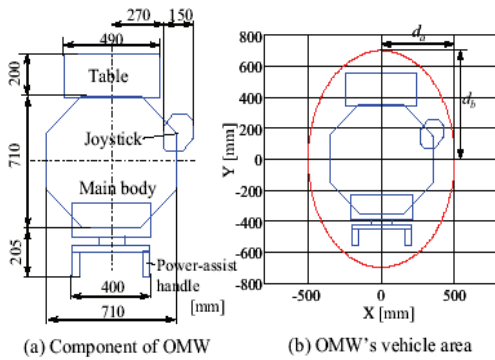 270 150
490
200
Table
710
Joystick
Main body
205
Power-assist
handle
400
[mm]
710
(a) Component of OMW
800
600
400
200
0
-200
-400
-600
-800
Y [mm]
da
db
-500 0 500
X [mm]
(b) OMW's vehicle area